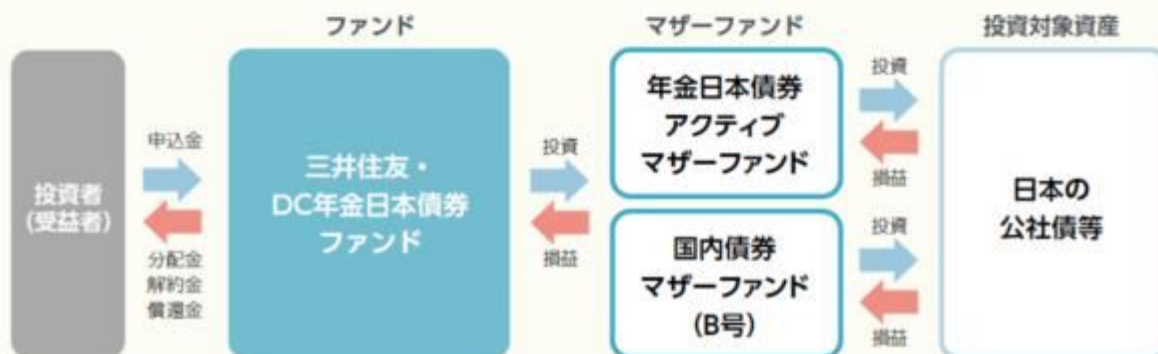 ファンド
マザーファンド
投資対象資産
投資者
(受益者)
申込金
分配金
解約金
償還金
三井住友・
DC年金日本債券
ファンド
投資
損益
年金日本債券
アクティブ
マザーファンド
国内債券
マザーファンド
(B号)
投資
損益
投資
損益
日本の
公社債等